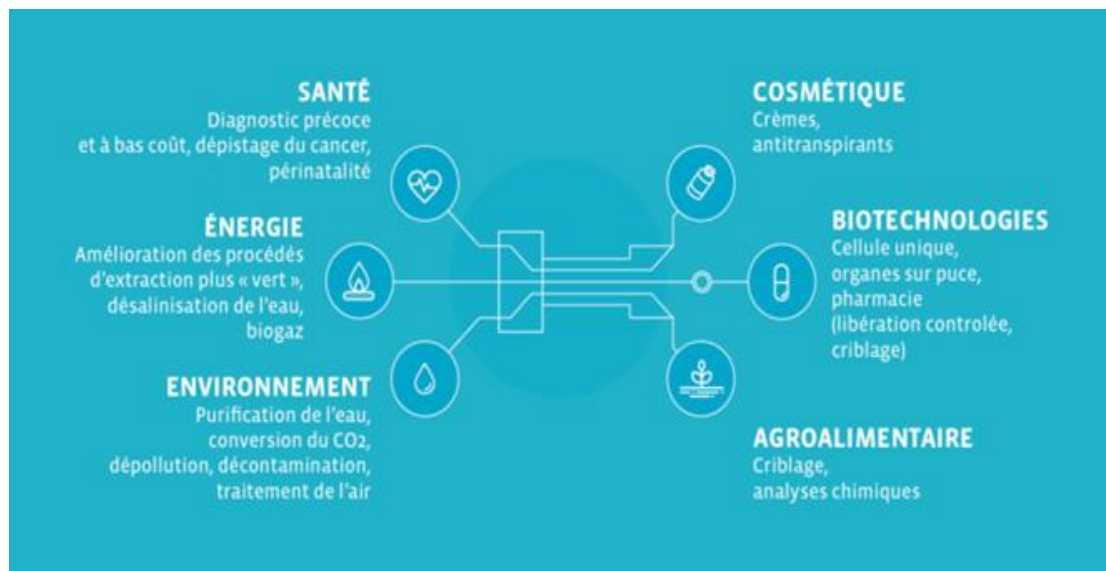 SANTÉ
Diagnostic précoce
et à bas coût, dépistage du cancer,
périnatalité
ÉNERGIE
Amélioration des procédés
d'extraction plus « vert »,
désalinisation de l'eau,
biogaz
ENVIRONNEMENT
Purification de l'eau,
conversion du CO2,
dépollution, décontamination,
traitement de l'air
COSMÉTIQUE
Crèmes,
antitranspirants
BIOTECHNOLOGIES
Cellule unique,
organes sur puce,
pharmacie
(libération controlée,
criblage)
AGROALIMENTAIRE
Criblage,
analyses chimiques